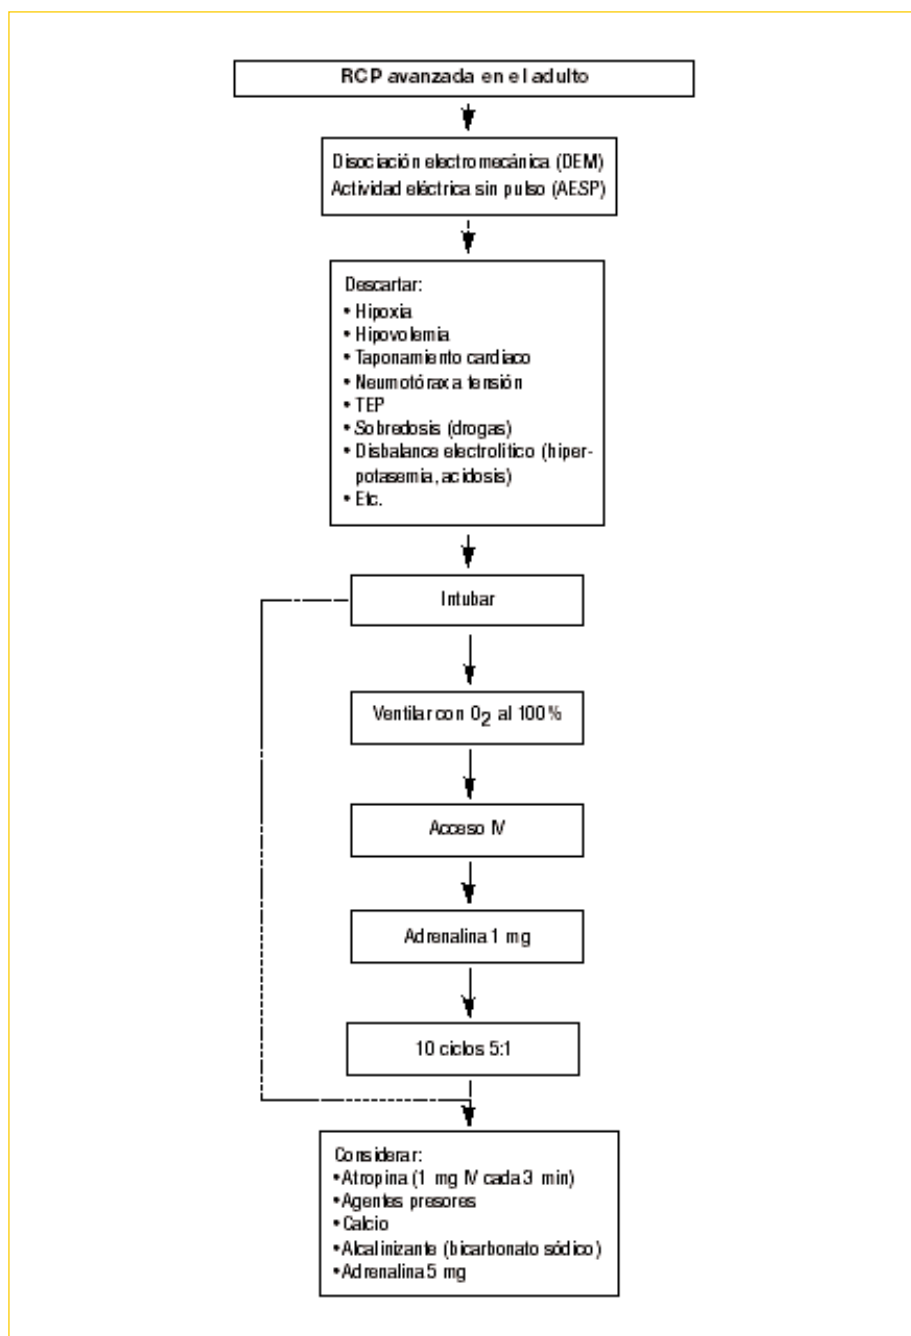 RCP avanzada en el adulto
Disociación electromecánica (DEM)
Actividad eléctrica sin pulso (AESP)
Descartar:
• Hipoxia
• Hipovolemia
• Taponamiento cardiaco
• Neumotórax a tensión
• TEP
• Sobredosis (drogas)
• Disbalance electrolítico (hiper-
potasemia, acidosis)
• Etc.
Intubar
Ventilar con O2 al 100%
Acceso IV
Adrenalina 1 mg
10 ciclos 5:1
Considerar:
• Atropina (1 mg IV cada 3 min)
• Agentes presores
• Calcio
• Alcalinizante (bicarbonato sódico)
• Adrenalina 5 mg